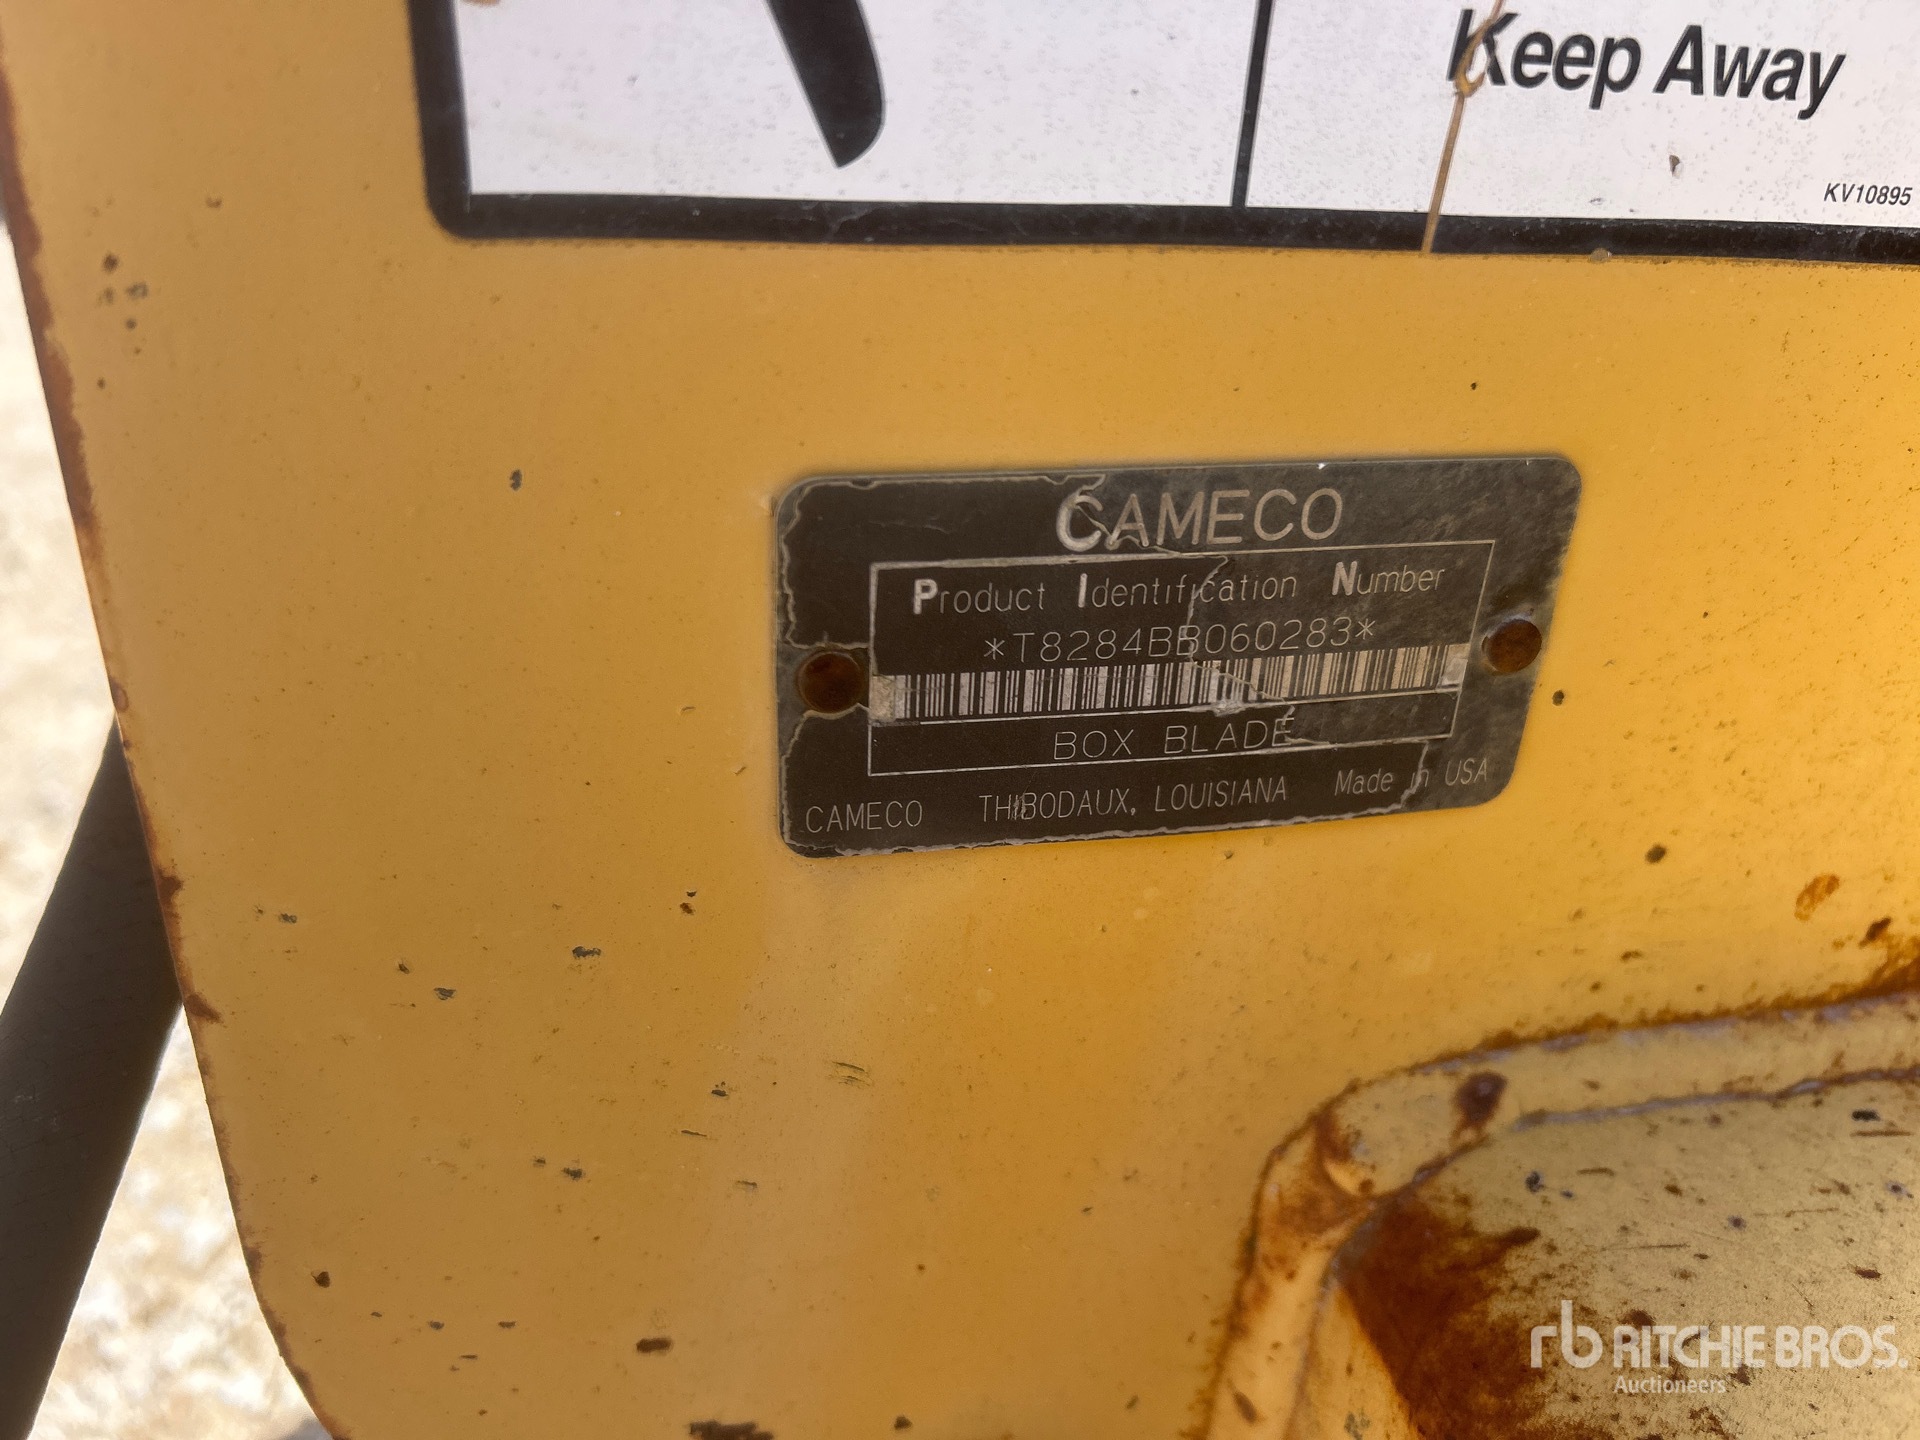 Keep Away
KV10895
CAMECO
Product Identification Number
*T8284BB060283*
BOX BLADE
CAMECO THIBODAUX, LOUISIANA Made in USA
rb RITCHIE BROS.
Auctioneers